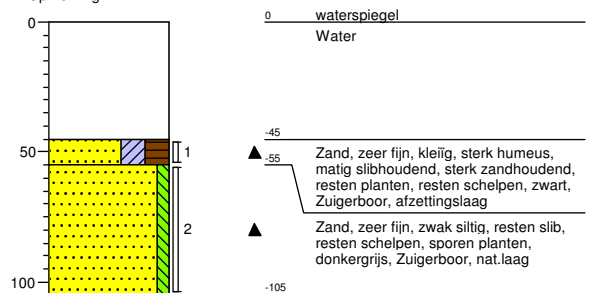 0
0
waterspiegel
Water
-45
50
1
Zand, zeer fijn, kleiïg, sterk humeus,
-55
matig slibhoudend, sterk zandhoudend,
resten planten, resten schelpen, zwart,
Zuigerboor, afzettingslaag
2
Zand, zeer fijn, zwak siltig, resten slib,
resten schelpen, sporen planten,
donkergrijs, Zuigerboor, nat.laag
100
-105